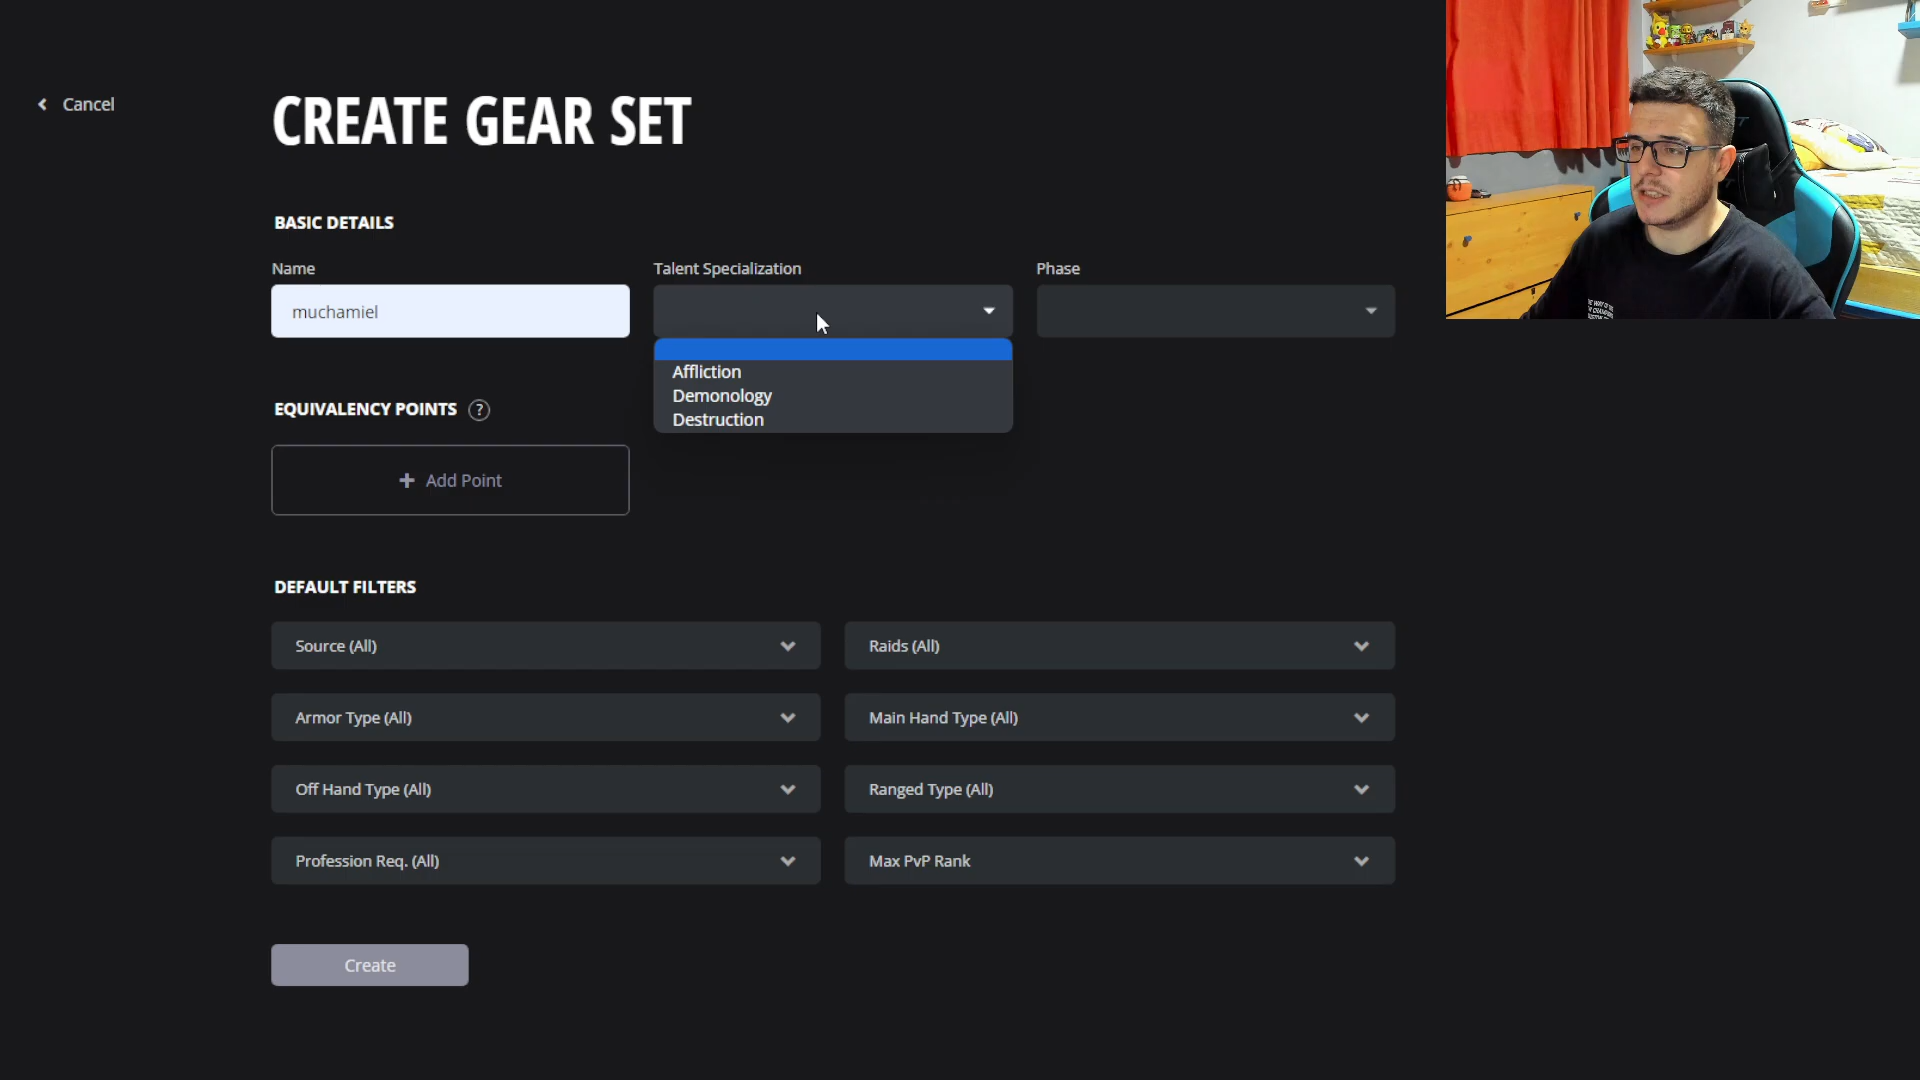 Cancel
CREATE GEAR SET
BASIC DETAILS
Name
Talent Specialization
Phase
muchamiel
Affliction
Demonology
Destruction
EQUIVALENCY POINTS ?
+ Add Point
DEFAULT FILTERS
Source (All)
Raids (All)
Armor Type (All)
Main Hand Type (All)
Off Hand Type (All)
Ranged Type (All)
Profession Req. (All)
Max PvP Rank
Create